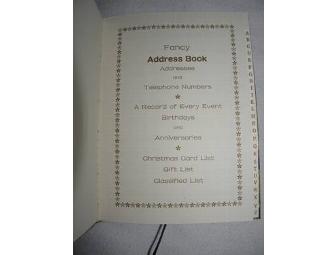 Fancy
Address Book
Addresses
and
Telephone Numbers
A Record of Every Event
Birthdays
and
Anniversaries
Christmas Card List
Gift List
Classified List